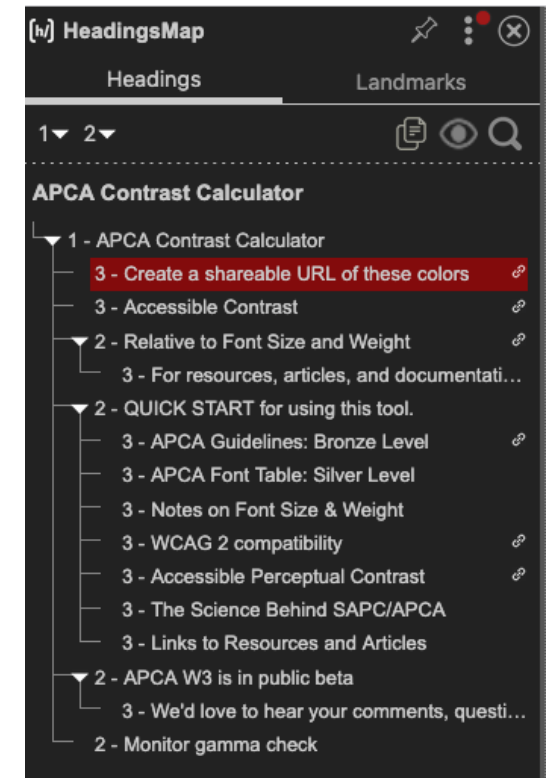 [h/] HeadingsMap
Headings Landmarks
1 2
APCA Contrast Calculator
1 - APCA Contrast Calculator
3 - Create a shareable URL of these colors
3 - Accessible Contrast
2 - Relative to Font Size and Weight
3 - For resources, articles, and documentati...
2 - QUICK START for using this tool.
3 - APCA Guidelines: Bronze Level
3 - APCA Font Table: Silver Level
3 - Notes on Font Size & Weight
3 - WCAG 2 compatibility
3 - Accessible Perceptual Contrast
3 - The Science Behind SAPC/APCA
3 - Links to Resources and Articles
2 - APCA W3 is in public beta
3 - We'd love to hear your comments, questi...
2 - Monitor gamma check